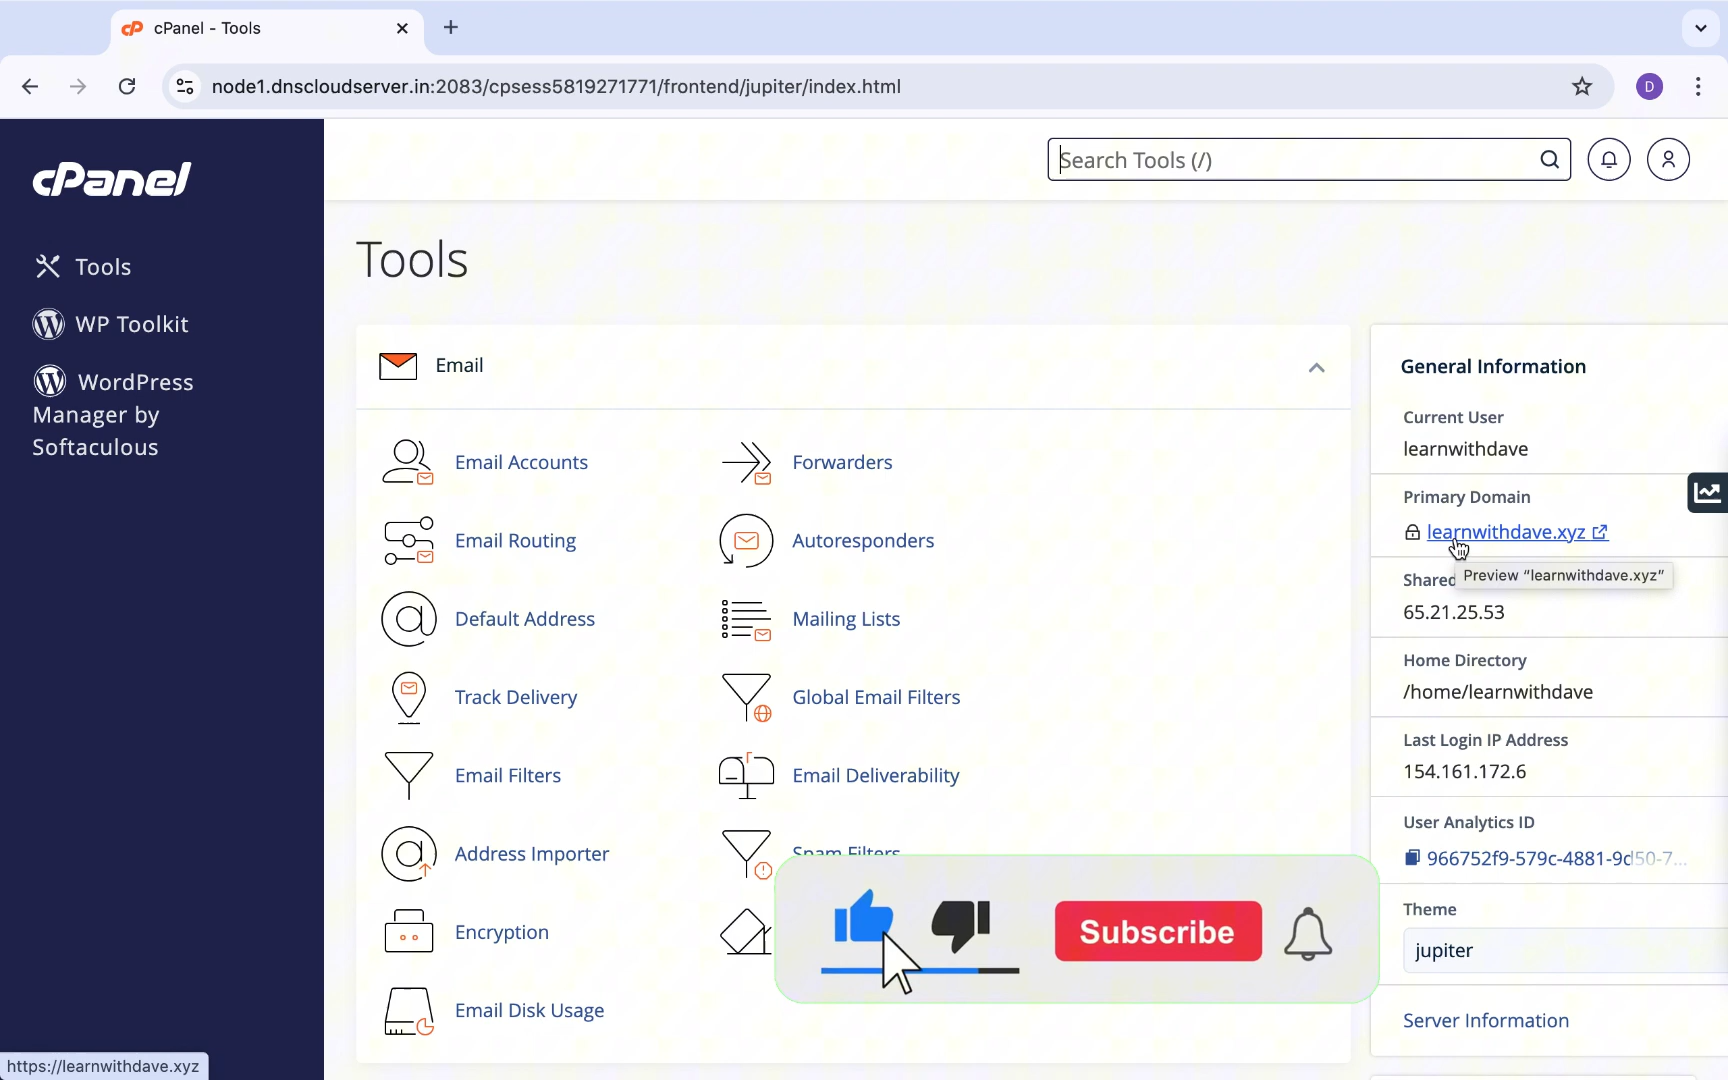 cPanel - Tools
node1.dnscloudserver.in:2083/cpsess5819271771/frontend/jupiter/index.html
D
cPanel
Search Tools (/)
Tools
WP Toolkit
WordPress
Manager by
Softaculous
Tools
Email
Email Accounts
Forwarders
Email Routing
Autoresponders
Default Address
Mailing Lists
Track Delivery
Global Email Filters
Email Filters
Email Deliverability
Address Importer
Spam Filters
Encryption
Email Disk Usage
General Information
Current User
learnwithdave
Primary Domain
learnwithdave.xyz
Preview “learnwithdave.xyz”
Shared
65.21.25.53
Home Directory
/home/learnwithdave
Last Login IP Address
154.161.172.6
User Analytics ID
966752f9-579c-4881-9d50-7...
Theme
jupiter
Server Information
Subscribe
https://learnwithdave.xyz